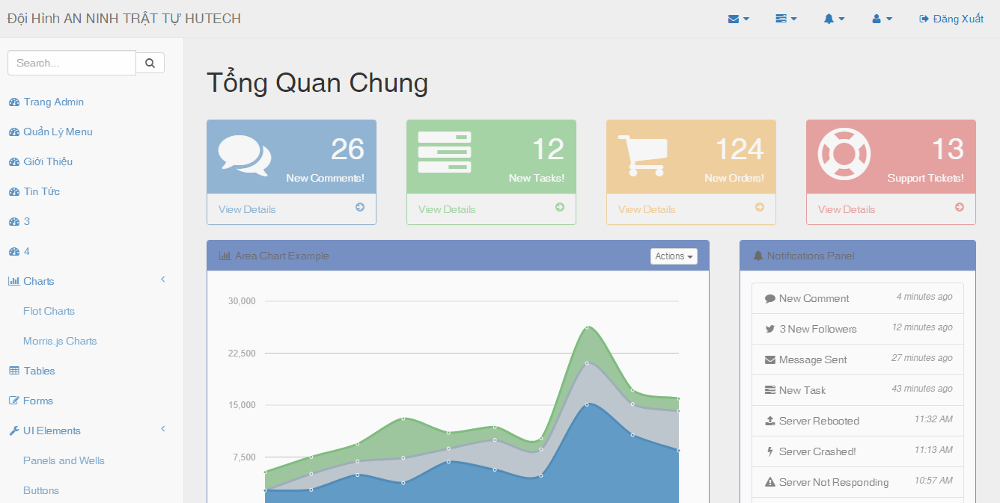 Đội Hình AN NINH TRẬT TỰ HUTECH
Đăng Xuất
Search...
Trang Admin
Quản Lý Menu
Giới Thiệu
Tin Tức
3
4
Charts
Flot Charts
Morris.js Charts
Tables
Forms
UI Elements
Panels and Wells
Buttons
Tổng Quan Chung
26
New Comments!
View Details
12
New Tasks!
View Details
124
New Orders!
View Details
13
Support Tickets!
View Details
Area Chart Example
Actions
30,000
22,500
15,000
7,500
Notifications Panel
New Comment 4 minutes ago
3 New Followers 12 minutes ago
Message Sent 27 minutes ago
New Task 43 minutes ago
Server Rebooted 11:32 AM
Server Crashed! 11:13 AM
Server Not Responding 10:57 AM